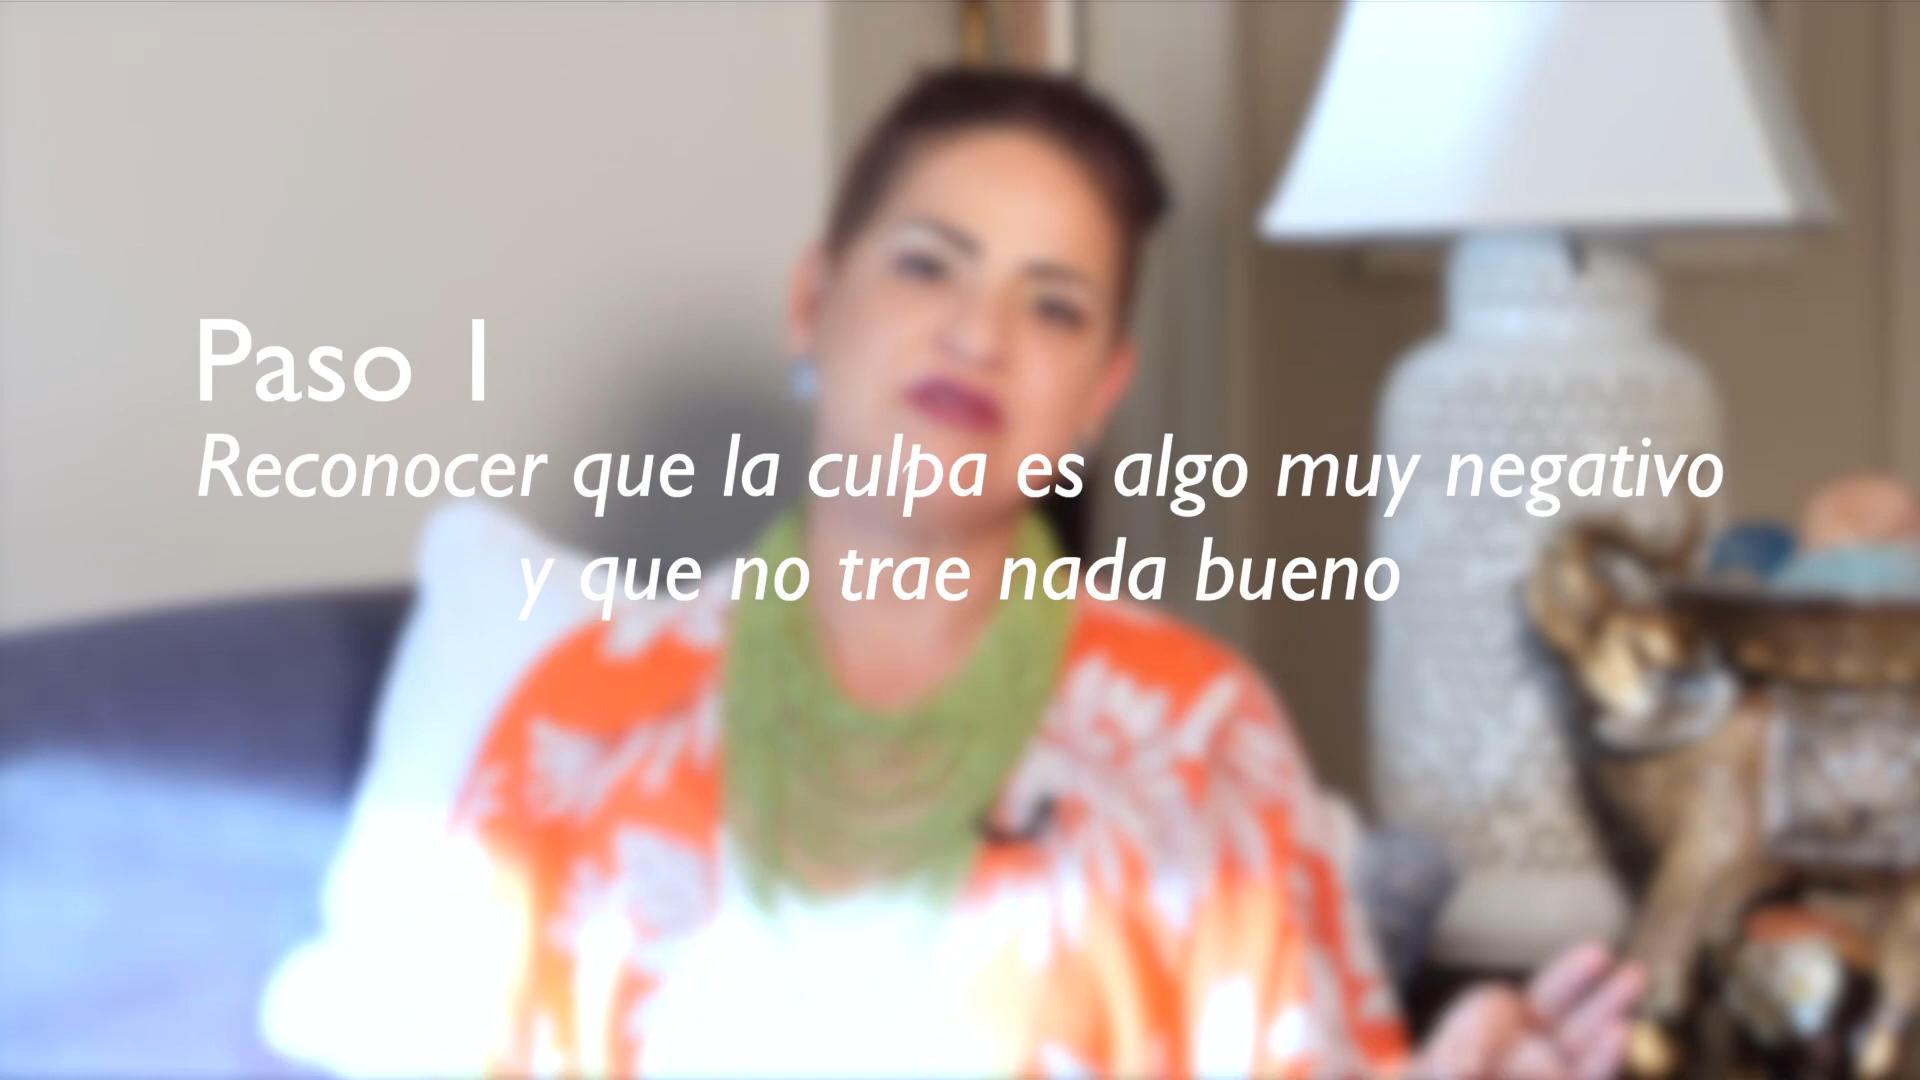 Paso 1
Reconocer que la culpa es algo muy negativo
y que no trae nada bueno